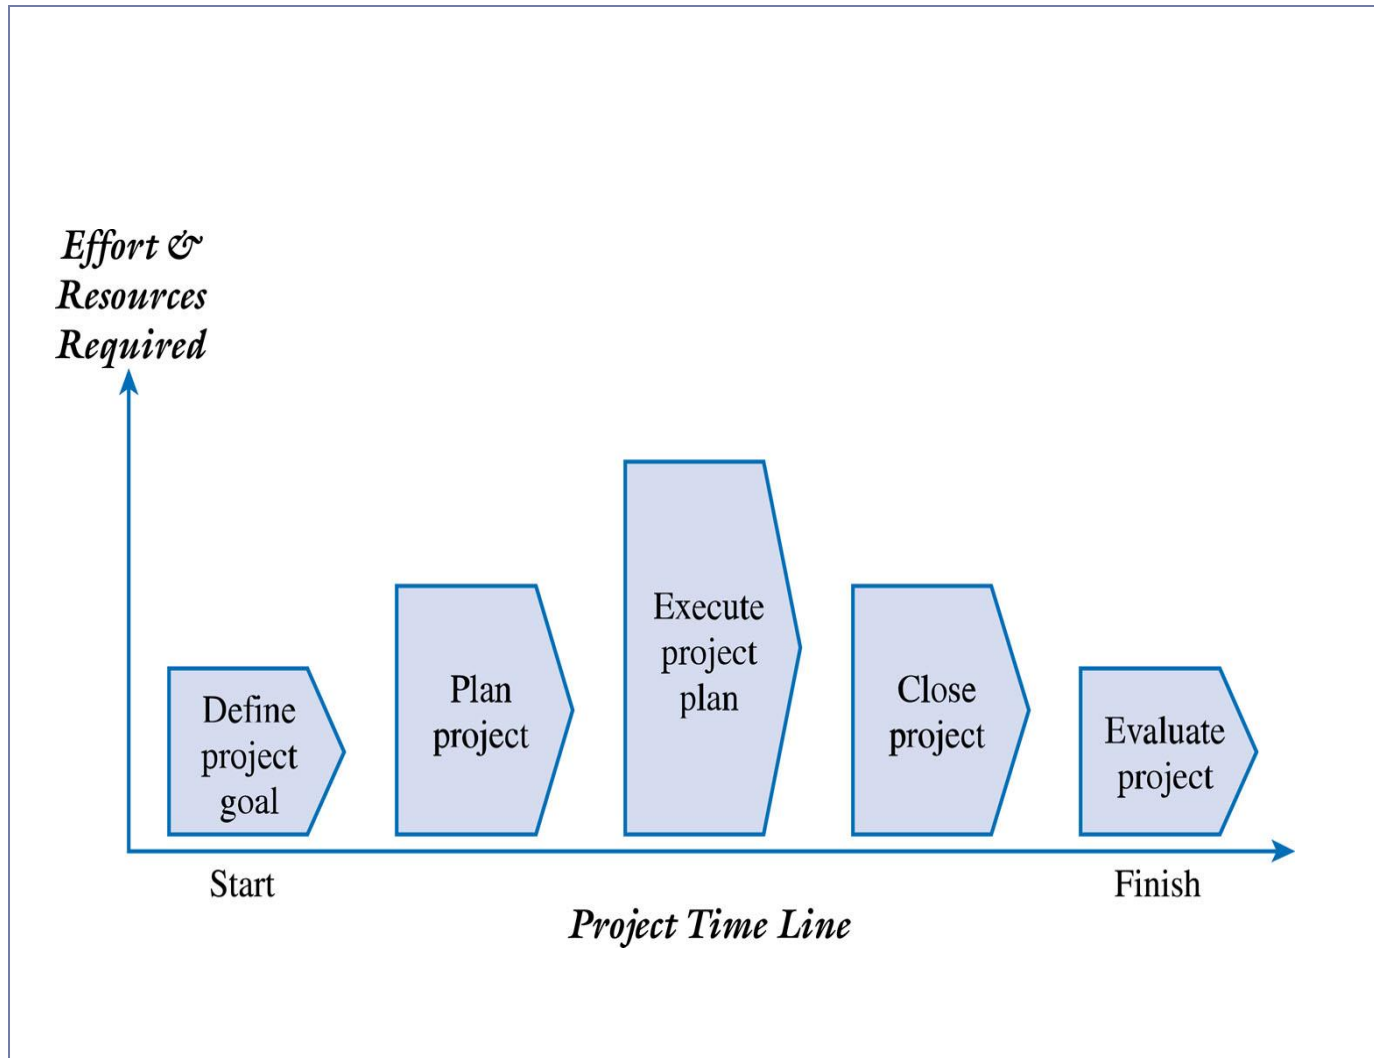 Effort &
Resources
Required
Define
project
goal
Plan
project
Execute
project
plan
Close
project
Evaluate
project
Start
Finish
Project Time Line